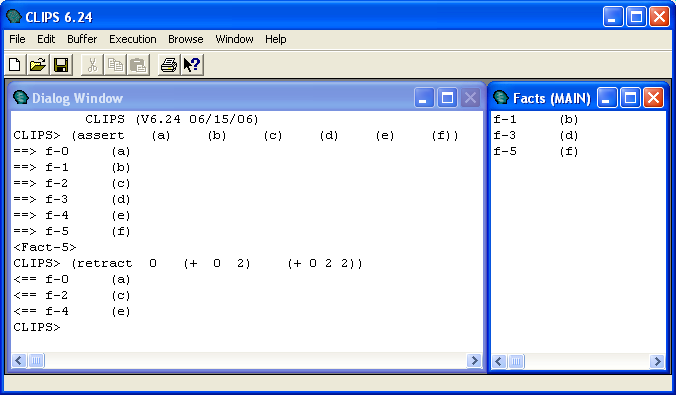 CLIPS 6.24
File Edit Buffer Execution Browse Window Help
Dialog Window
CLIPS (V6.24 06/15/06)
CLIPS> (assert (a) (b) (c) (d) (e) (f))
==> f-0 (a)
==> f-1 (b)
==> f-2 (c)
==> f-3 (d)
==> f-4 (e)
==> f-5 (f)
<Fact-5>
CLIPS> (retract 0 (+ 0 2) (+ 0 2 2))
<== f-0 (a)
<== f-2 (c)
<== f-4 (e)
CLIPS>
Facts (MAIN)
f-1 (b)
f-3 (d)
f-5 (f)